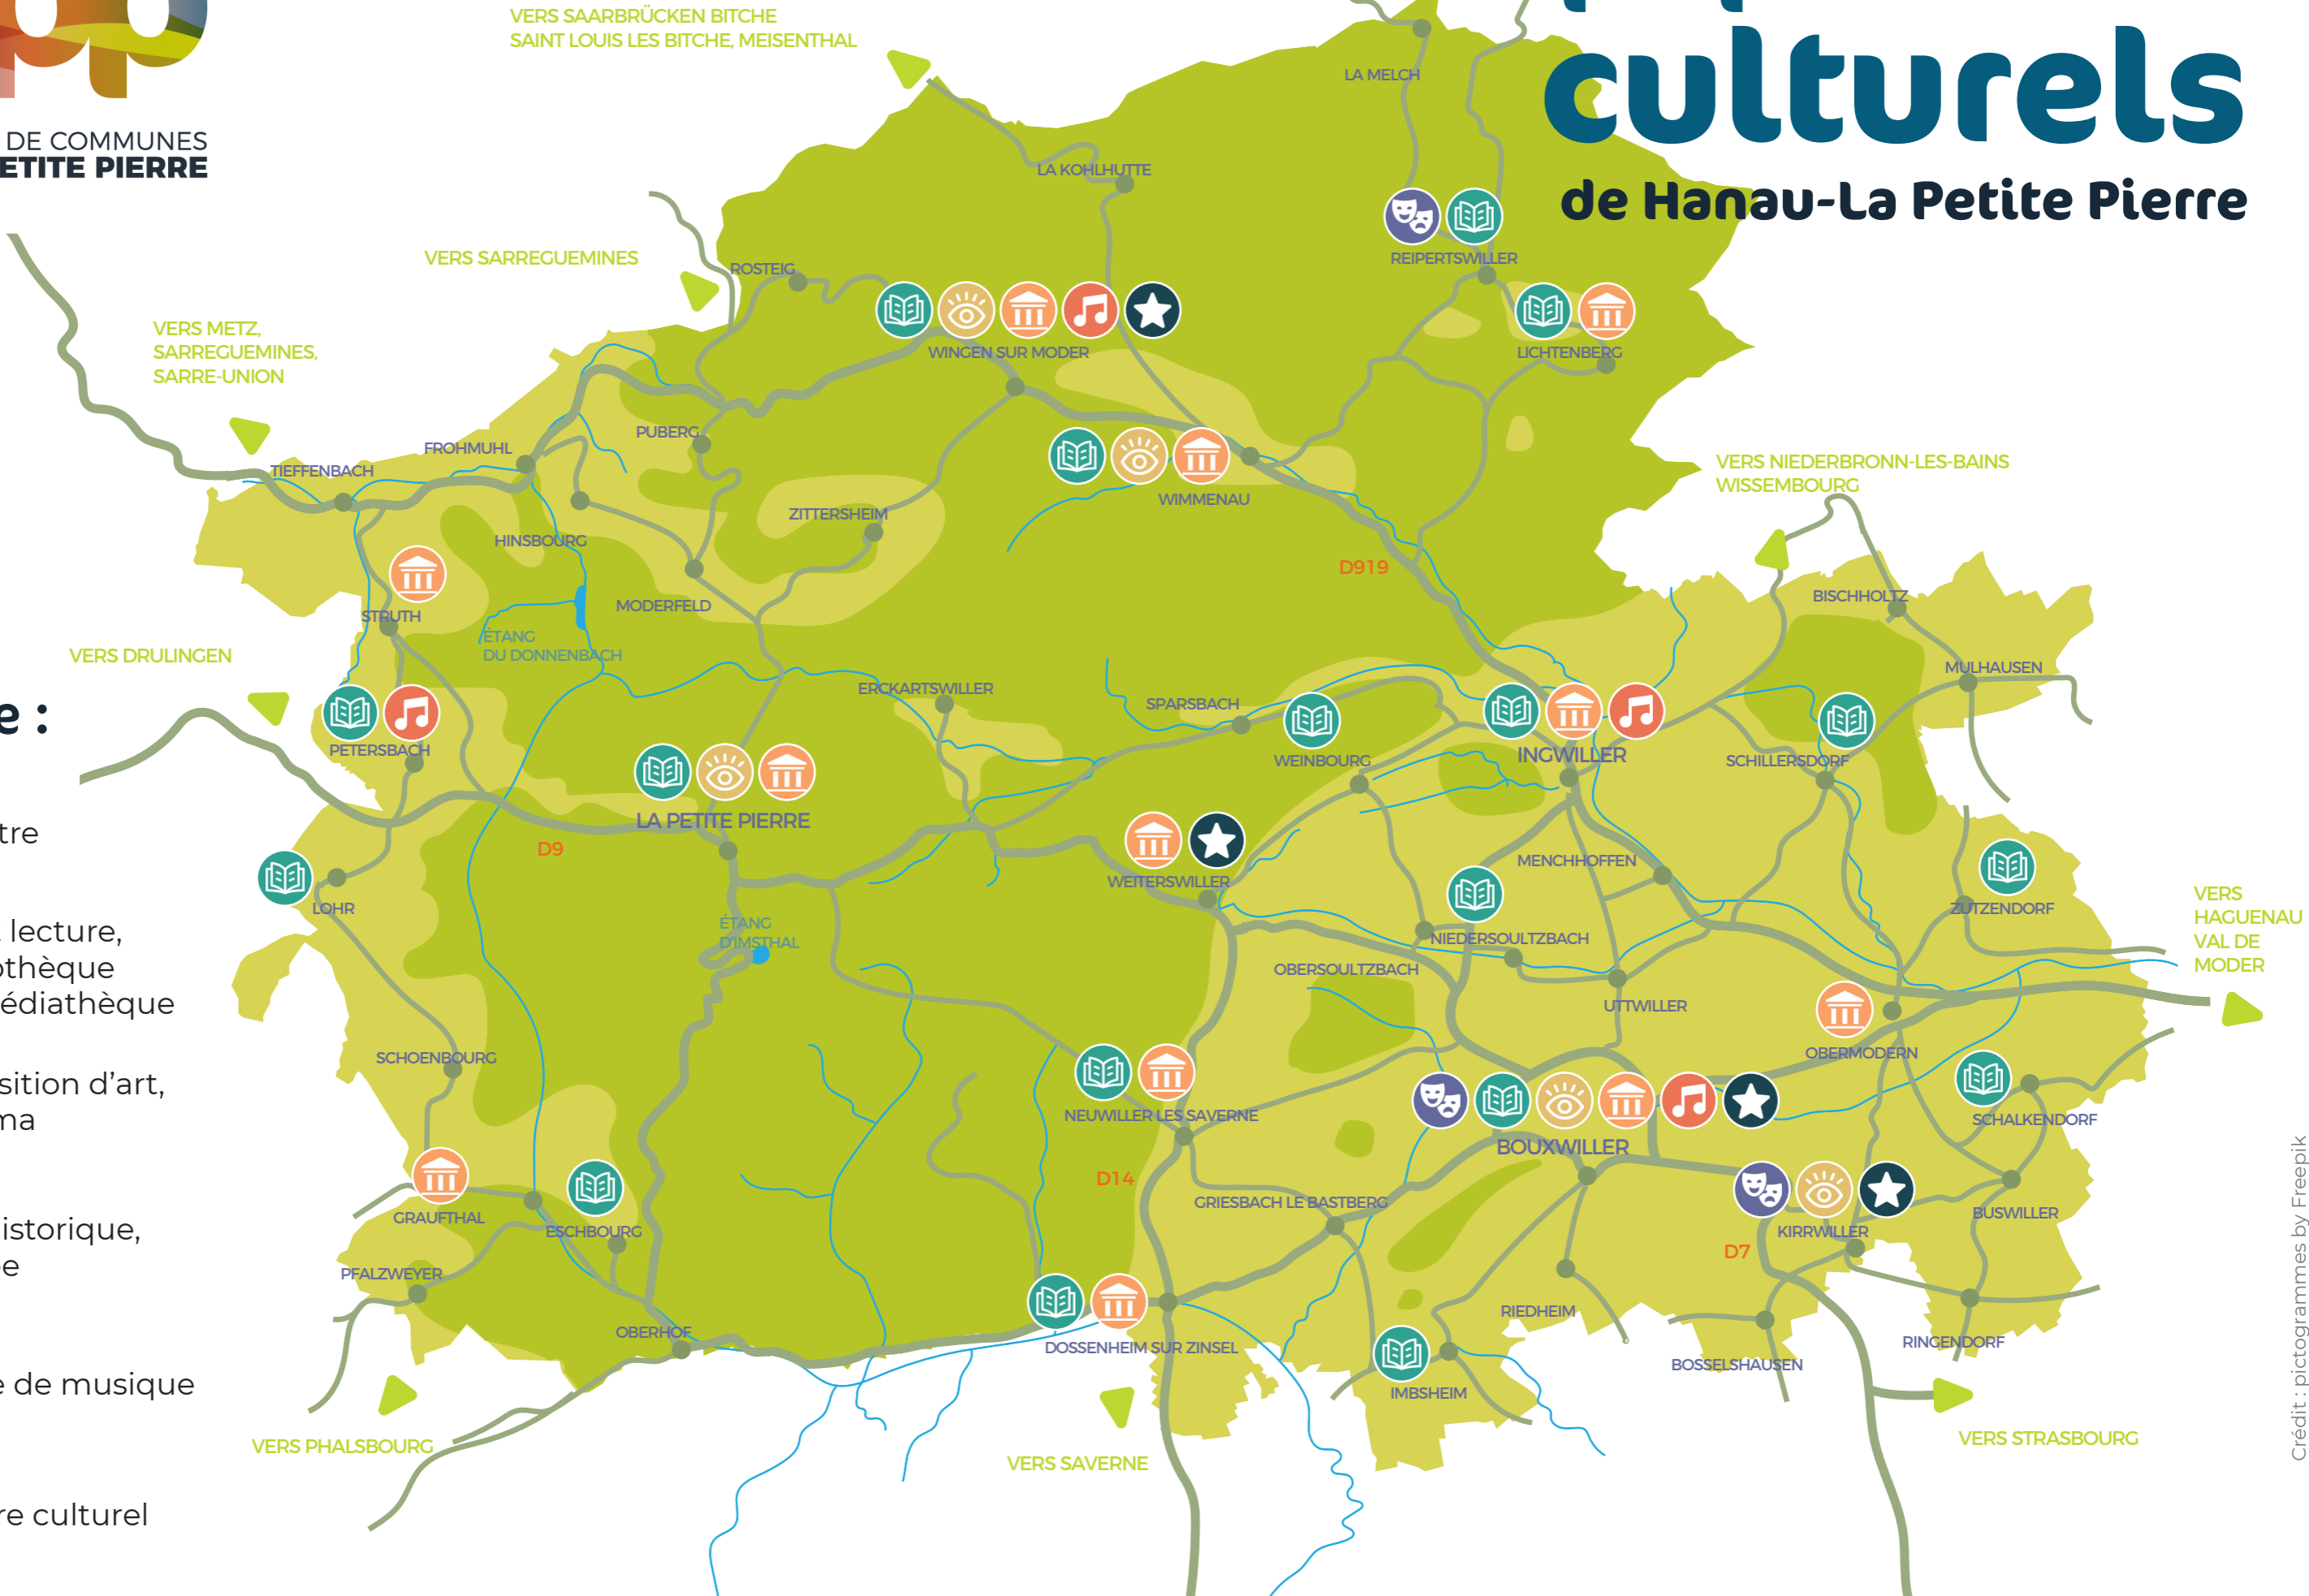 pp
DE COMMUNES
ETITE PIERRE
culturels
de Hanau-La Petite Pierre
VERS SAARBRÜCKEN BITCHE
SAINT LOUIS LES BITCHE, MEISENTHAL
LA MELCH
LA KOHLHUTTE
VERS SARREGUEMINES
ROSTEIG
REIPERTSWILLER
VERS METZ,
SARREGUEMINES,
SARRE-UNION
WINGEN SUR MODER
LICHTENBERG
PUBERG
FROHMUHL
TIEFFENBACH
VERS NIEDERBRONN-LES-BAINS
WISSEMBOURG
WIMMENAU
ZITTERSHEIM
HINSBOURG
D919
MODERFELD
BISCHHOLTZ
STRUTH
ÉTANG
DU DONNENBACH
VERS DRULINGEN
MULHAUSEN
ERCKARTSWILLER
SPARSBACH
e :
PETERSBACH
WEINBOURG
INGWILLER
SCHILLERSDORF
LA PETITE PIERRE
tre
D9
MENCHHOFFEN
WEITERSWILLER
LOHR
ZUTZENDORF
VERS
HAGUENAU
VAL DE
MODER
lecture,
othèque
édiathèque
ÉTANG
D'IMSTHAL
NIEDERSOULTZBACH
OBERSOULTZBACH
UTTWILLER
SCHOENBOURG
OBERMODERN
sition d'art,
ma
NEUWILLER LES SAVERNE
SCHALKENDORF
BOUXWILLER
D14
GRIESBACH LE BASTBERG
GRAUFTHAL
ESCHBOURG
BUSWILLER
KIRRWILLER
D7
istorique,
e
PFALZWEYER
RIEDHEIM
OBERHOF
DOSSENHEIM SUR ZINSEL
RINGENDORF
BOSSELSHAUSEN
e de musique
IMBSHEIM
VERS PHALSBOURG
VERS SAVERNE
VERS STRASBOURG
re culturel
Crédit : pictogrammes by Freepik